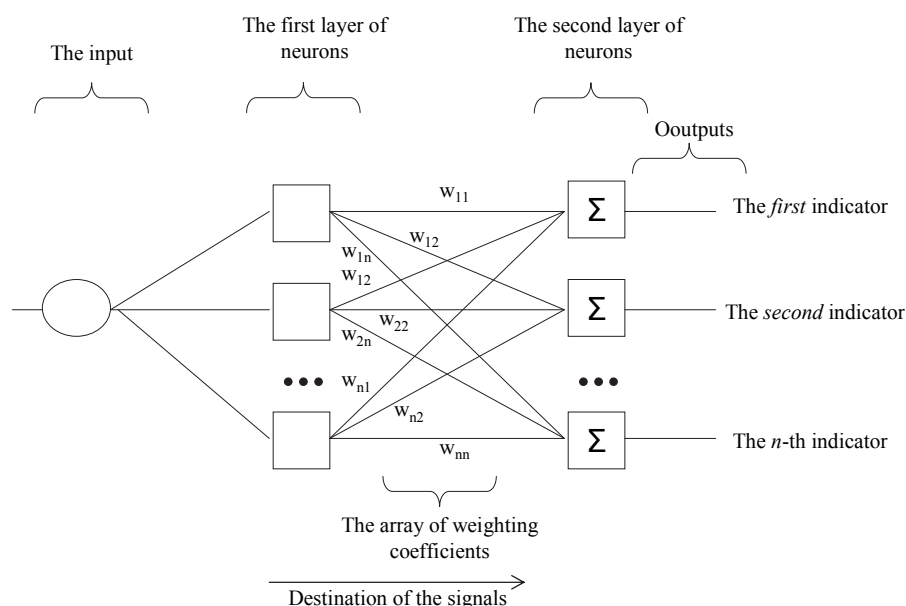 The input
The first layer of
neurons
The second layer of
neurons
Ooutputs
w11
Σ
The first indicator
w12
w1n
w12
Σ
The second indicator
w22
w2n
•••
•••
wn1
wn2
Σ
The n-th indicator
wnn
The array of weighting
coefficients
Destination of the signals